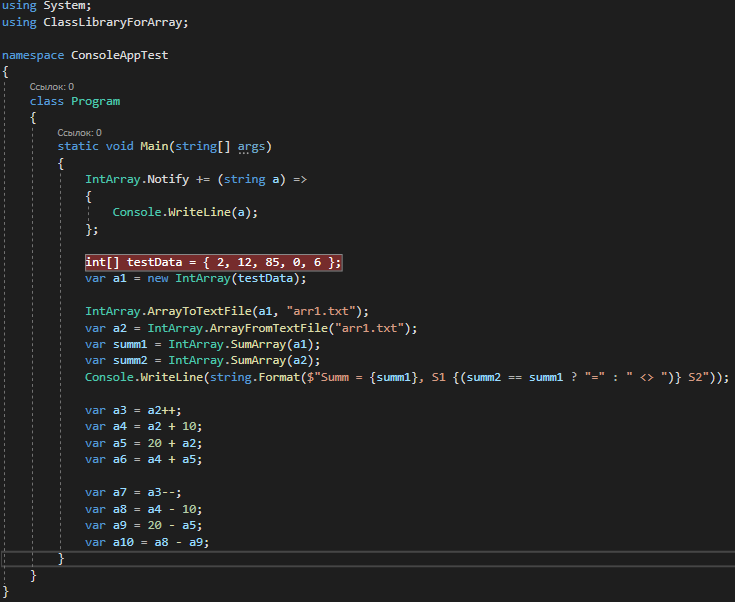 using System;
using ClassLibraryForArray;
namespace ConsoleAppTest
{
Ссылок: 0
class Program
{
Ссылок: 0
static void Main(string[] args)
{
IntArray.Notify += (string a) =>
{
Console.WriteLine(a);
};
int[] testData = { 2, 12, 85, 0, 6 };
var a1 = new IntArray(testData);
IntArray.ArrayToTextFile(a1, "arr1.txt");
var a2 = IntArray.ArrayFromTextFile("arr1.txt");
var summ1 = IntArray.SumArray(a1);
var summ2 = IntArray.SumArray(a2);
Console.WriteLine(string.Format($"Summ = {summ1}, S1 {(summ2 == summ1 ? "=" : " <> ")} S2"));
var a3 = a2++;
var a4 = a2 + 10;
var a5 = 20 + a2;
var a6 = a4 + a5;
var a7 = a3--;
var a8 = a4 - 10;
var a9 = 20 - a5;
var a10 = a8 - a9;
}
}
}